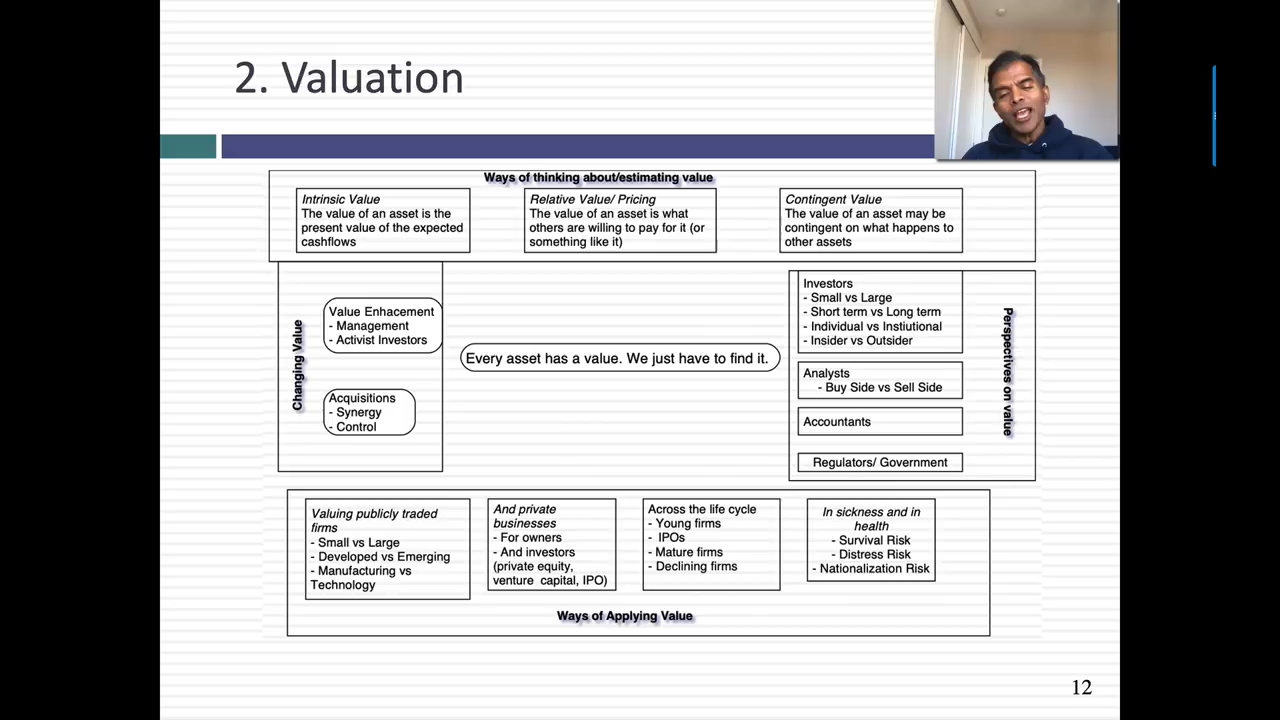 2. Valuation
Ways of thinking about/estimating value
Intrinsic Value
The value of an asset is the
present value of the expected
cashflows
Relative Value/ Pricing
The value of an asset is what
others are willing to pay for it (or
something like it)
Contingent Value
The value of an asset may be
contingent on what happens to
other assets
Changing Value
Value Enhacement
- Management
- Activist Investors
Acquisitions
- Synergy
- Control
Every asset has a value. We just have to find it.
Investors
- Small vs Large
- Short term vs Long term
- Individual vs Instiutional
- Insider vs Outsider
Analysts
- Buy Side vs Sell Side
Accountants
Regulators/ Government
Perspectives on value
Valuing publicly traded
firms
- Small vs Large
- Developed vs Emerging
- Manufacturing vs
Technology
And private
businesses
- For owners
- And investors
(private equity,
venture capital, IPO)
Across the life cycle
- Young firms
- IPOs
- Mature firms
- Declining firms
In sickness and in
health
- Survival Risk
- Distress Risk
- Nationalization Risk
Ways of Applying Value
12